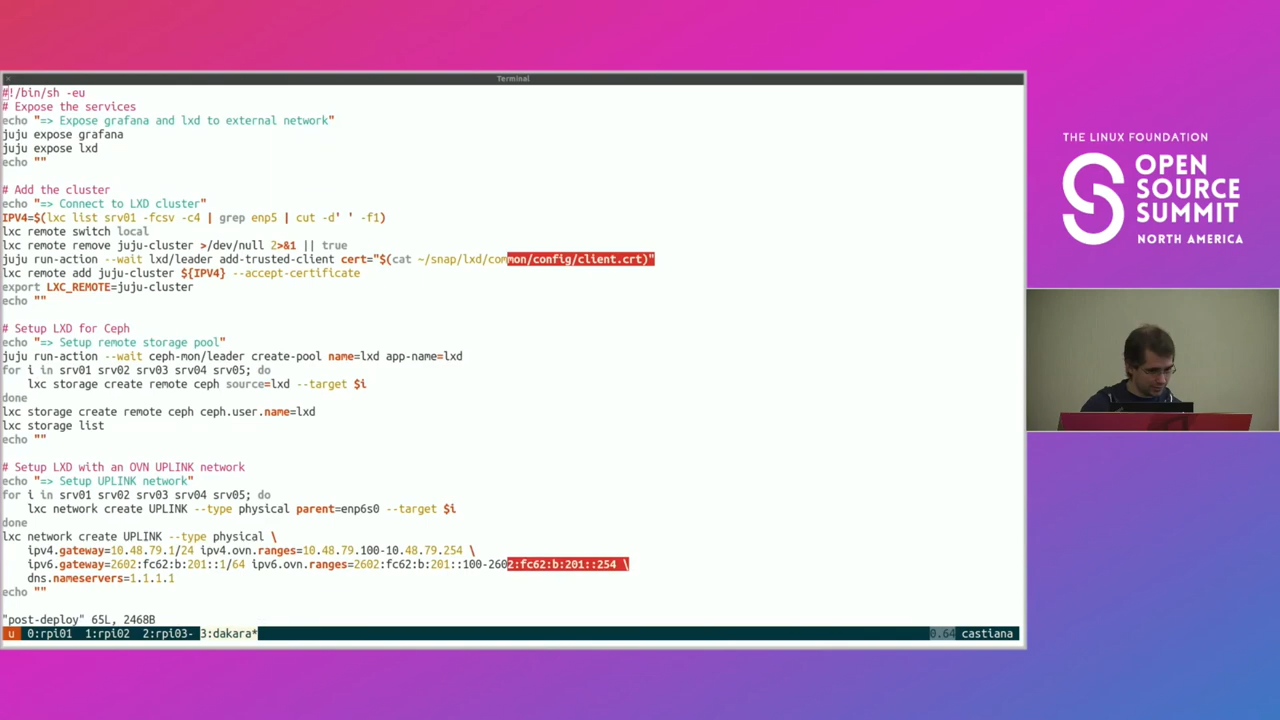 Terminal
#!/bin/sh -eu
# Expose the services
echo "=> Expose grafana and lxd to external network"
juju expose grafana
juju expose lxd
echo ""
# Add the cluster
echo "=> Connect to LXD cluster"
IPV4=$(lxc list srv01 -fcsv -c4 | grep enp5 | cut -d' ' -f1)
lxc remote switch local
lxc remote remove juju-cluster >/dev/null 2>&1 || true
juju run-action --wait lxd/leader add-trusted-client cert="$(cat ~/snap/lxd/common/config/client.crt)"
lxc remote add juju-cluster ${IPV4} --accept-certificate
export LXC_REMOTE=juju-cluster
echo ""
# Setup LXD for Ceph
echo "=> Setup remote storage pool"
juju run-action --wait ceph-mon/leader create-pool name=lxd app-name=lxd
for i in srv01 srv02 srv03 srv04 srv05; do
    lxc storage create remote ceph source=lxd --target $i
done
lxc storage create remote ceph ceph.user.name=lxd
lxc storage list
echo ""
# Setup LXD with an OVN UPLINK network
echo "=> Setup UPLINK network"
for i in srv01 srv02 srv03 srv04 srv05; do
    lxc network create UPLINK --type physical parent=enp6s0 --target $i
done
lxc network create UPLINK --type physical \
    ipv4.gateway=10.48.79.1/24 ipv4.ovn.ranges=10.48.79.100-10.48.79.254 \
    ipv6.gateway=2602:fc62:b:201::1/64 ipv6.ovn.ranges=2602:fc62:b:201::100-2602:fc62:b:201::254 \
    dns.nameservers=1.1.1.1
echo ""
"post-deploy" 65L, 2468B
u 0:rpi01 1:rpi02 2:rpi03- 3:dakara* 0.64 castiana
THE LINUX FOUNDATION
OPEN
SOURCE
SUMMIT
NORTH AMERICA